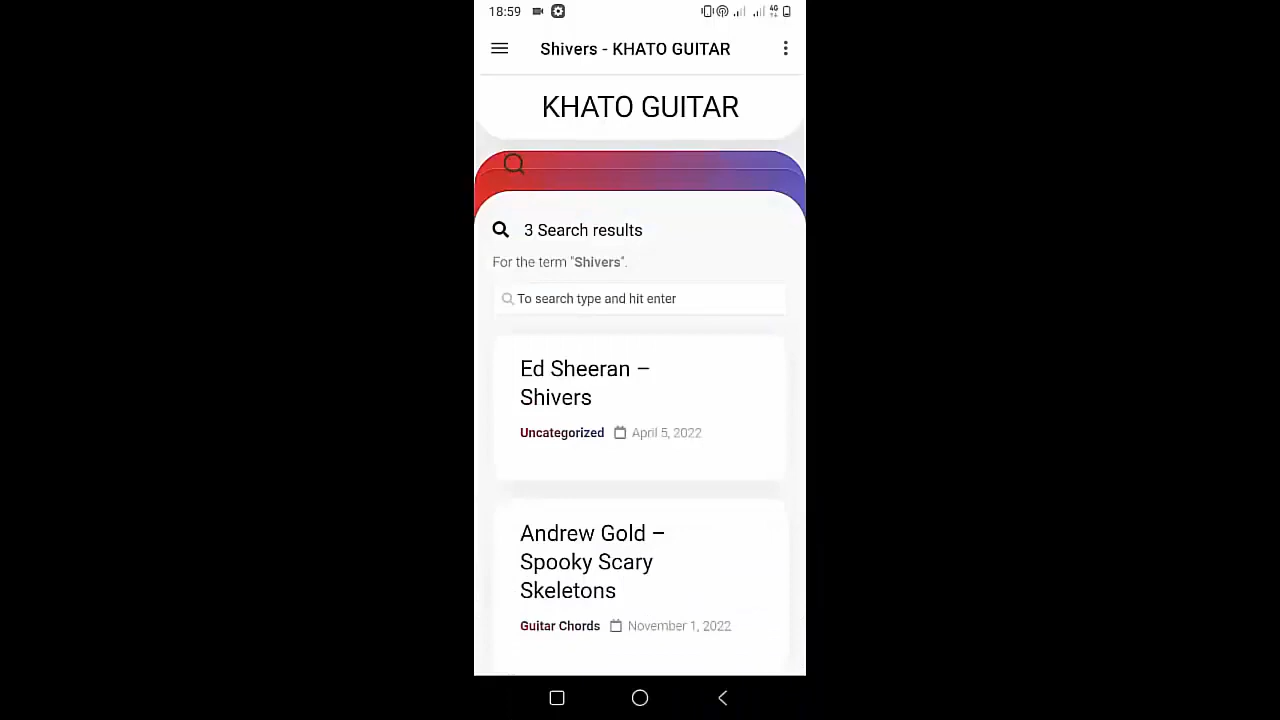 18:59
4G
Shivers - KHATO GUITAR
KHATO GUITAR
3 Search results
For the term "Shivers".
To search type and hit enter
Ed Sheeran –
Shivers
Uncategorized April 5, 2022
Andrew Gold –
Spooky Scary
Skeletons
Guitar Chords November 1, 2022